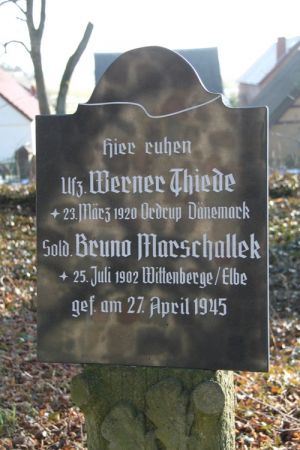 Hier ruhen
Ufz. Werner Thiede
* 23. März 1920 Ordrup Dänemark
Sold. Bruno Marschallek
* 25. Juli 1902 Wittenberge/Elbe
gef. am 27. April 1945